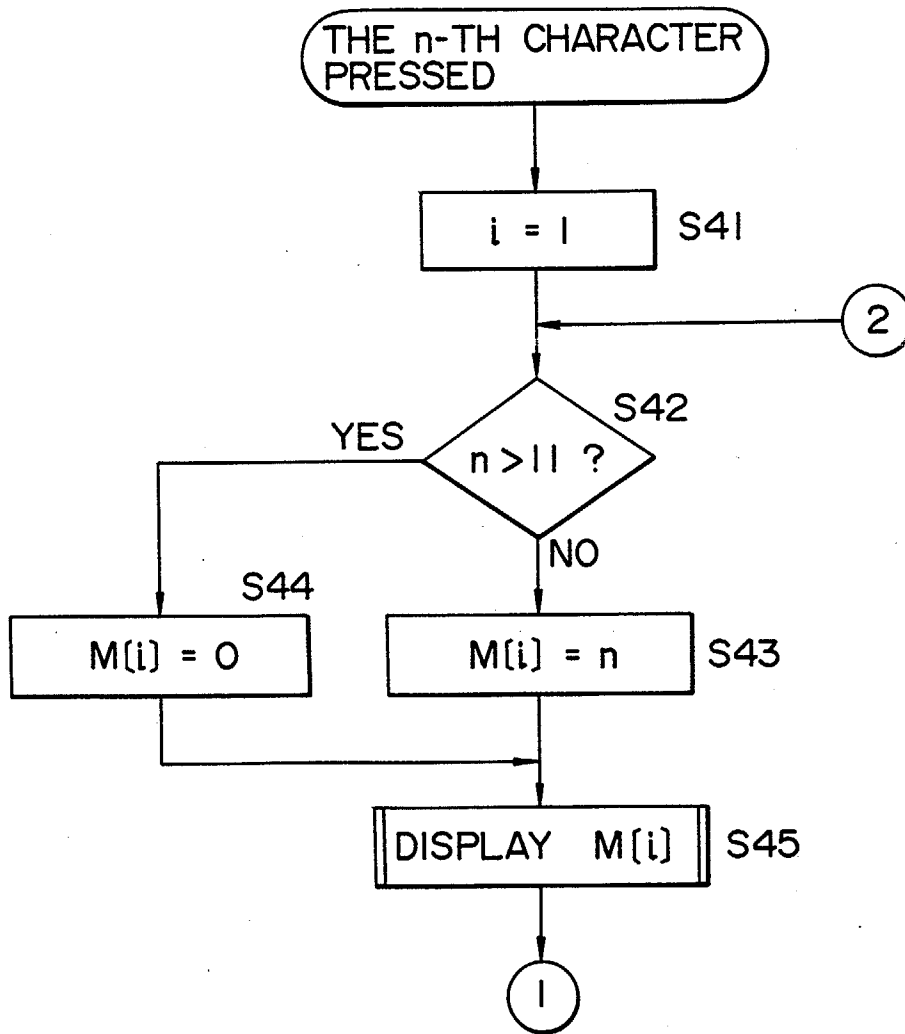 THE n-TH CHARACTER
PRESSED
i = 1
S41
2
S42
YES
n > 11 ?
NO
S44
M(i) = 0
M(i) = n
S43
DISPLAY M(i)
S45
1